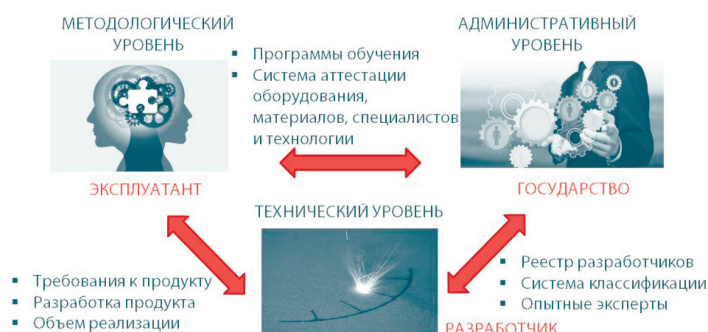 МЕТОДОЛОГИЧЕСКИЙ
УРОВЕНЬ
АДМИНИСТРАТИВНЫЙ
УРОВЕНЬ
▪ Программы обучения
▪ Система аттестации
оборудования,
материалов, специалистов
и технологии
ЭКСПЛУАТАНТ
ГОСУДАРСТВО
ТЕХНИЧЕСКИЙ УРОВЕНЬ
▪ Требования к продукту
▪ Разработка продукта
▪ Объем реализации
▪ Реестр разработчиков
▪ Система классификации
▪ Опытные эксперты
РАЗРАБОТЧИК